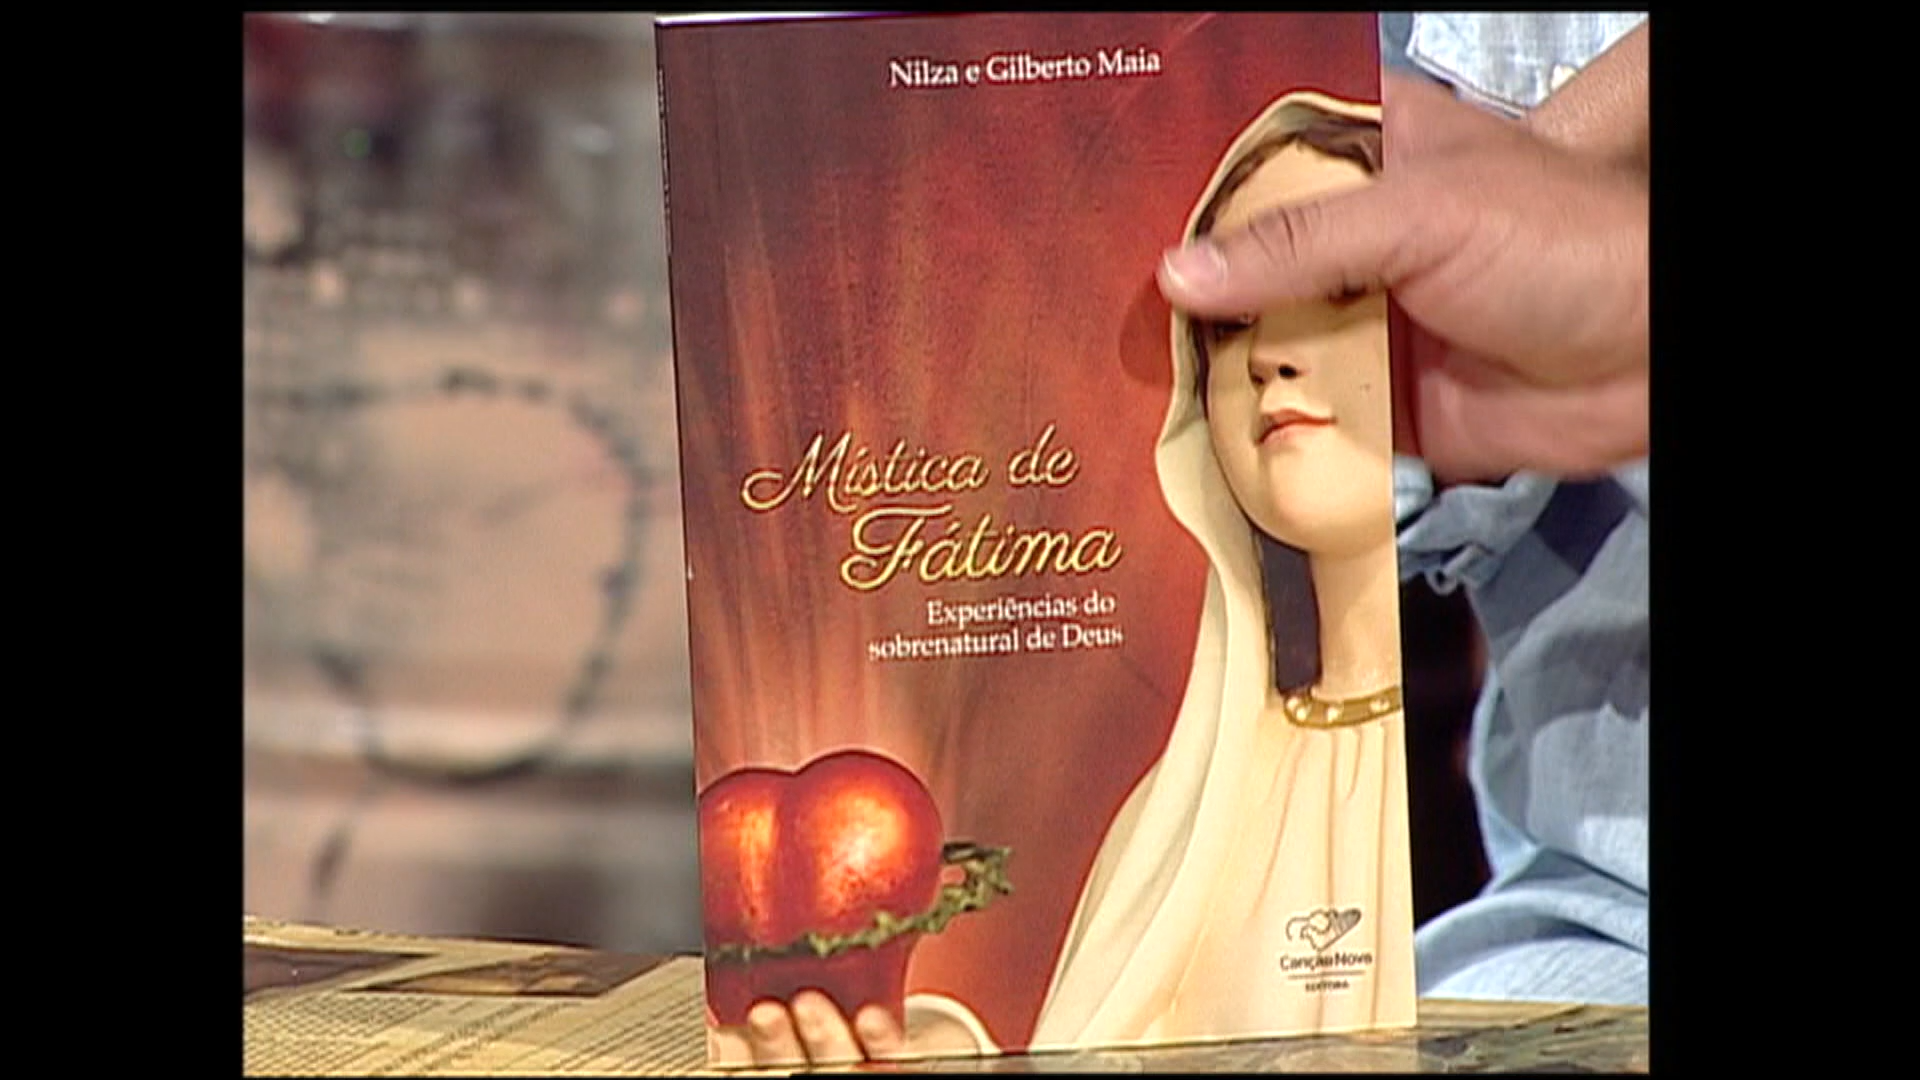 Nilza e Gilberto Maia
Mística de
Fátima
Experiências do
sobrenatural de Deus
Canção Nova
EDITORA